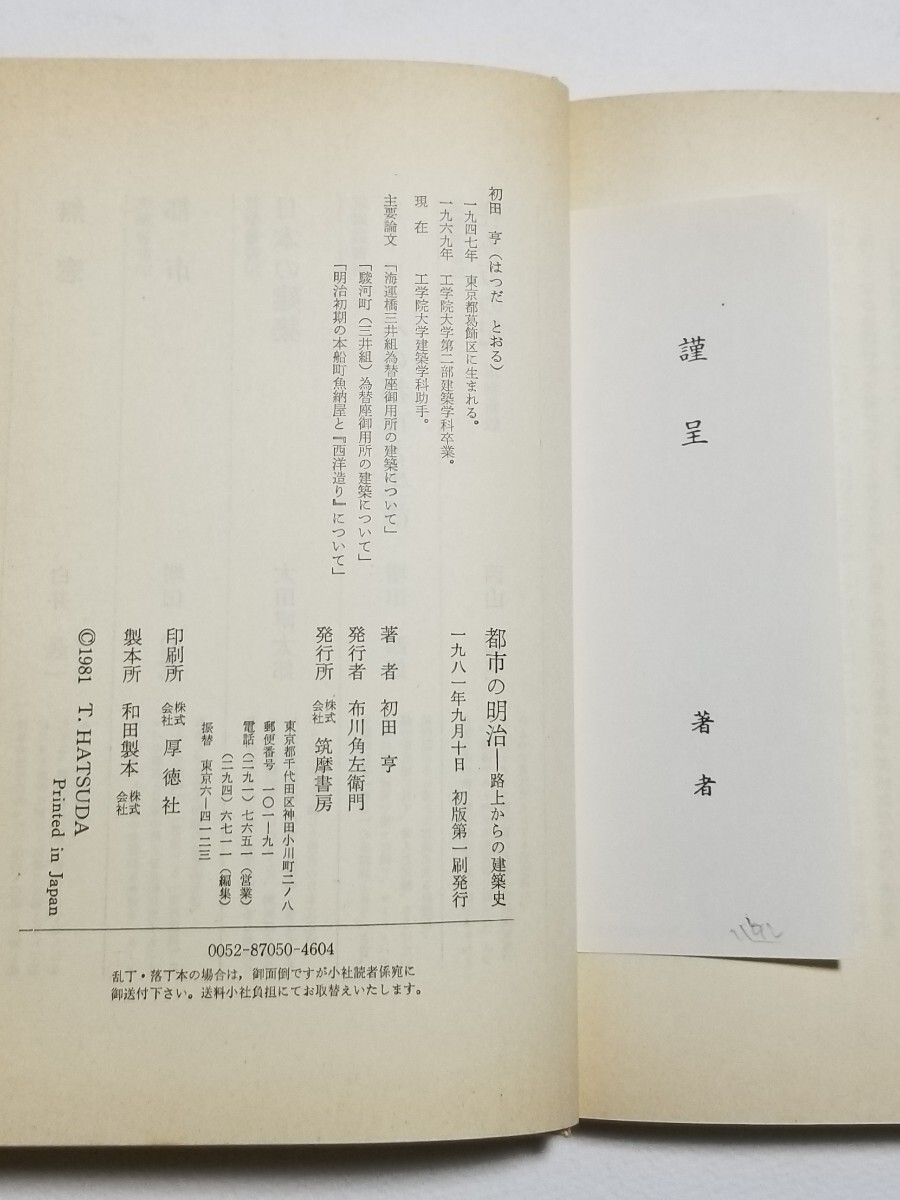 謹呈
著者
初田 亨(はつだ とおる)
一九四七年 東京都葛飾区に生まれる。
一九六九年 工学院大学第二部建築学科卒業。
現在 工学院大学建築学科助手。
主要論文 「海運橋三井組為替座御用所の建築について」
「駿河町(三井組)為替座御用所の建築について」
「明治初期の本船町魚納屋と『西洋造り』について」
都市の明治―路上からの建築史
一九八一年九月十日 初版第一刷発行
著者 初田 亨
発行者 布川角左衛門
発行所 株式会社 筑摩書房
東京都千代田区神田小川町二ノ八
郵便番号 一〇一―九一
電話(二九一)七六五一(営業)
(二九四)六七一一(編集)
振替 東京六―四一二三
印刷所 株式会社 厚徳社
製本所 和田製本 株式会社
©1981 T. HATSUDA
Printed in Japan
0052-87050-4604
乱丁・落丁本の場合は,御面倒ですが小社読者係宛に
御送付下さい。送料小社負担にてお取替えいたします。